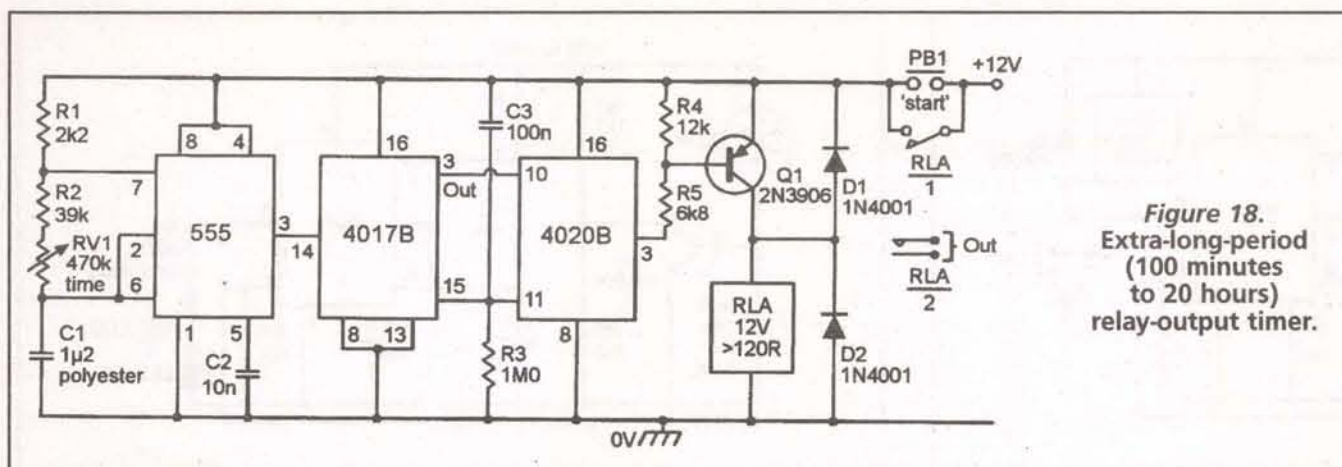 R1
2k2
R2
39k
RV1
470k
time
C1
1µ2
polyester
8
4
7
2
6
555
3
1
5
C2
10n
16
14
4017B
3
Out
15
8
13
C3
100n
R3
1M0
16
10
4020B
11
3
8
R4
12k
R5
6k8
Q1
2N3906
RLA
12V
>120R
D1
1N4001
D2
1N4001
PB1
'start'
+12V
RLA
1
Out
RLA
2
0V
Figure 18.
Extra-long-period
(100 minutes
to 20 hours)
relay-output timer.